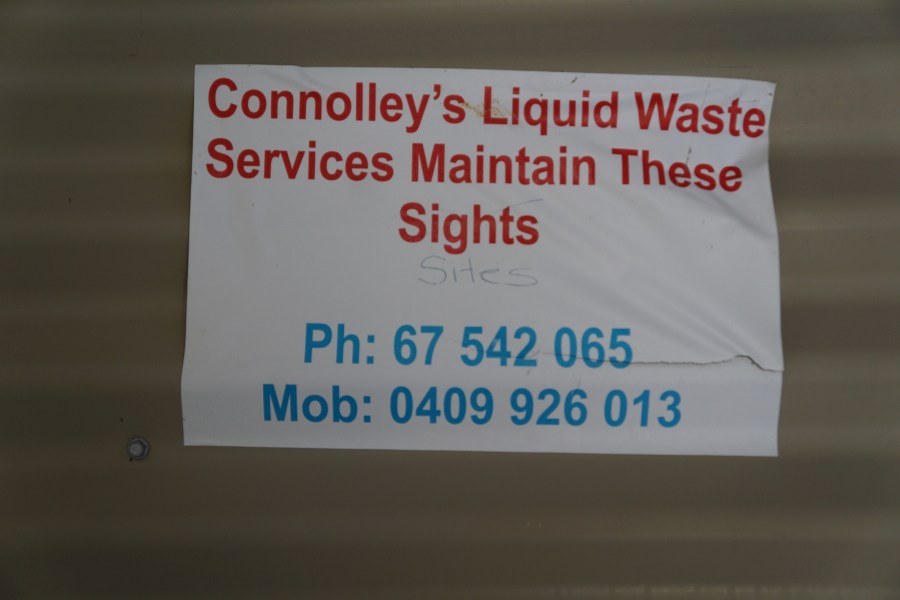 Connolley's Liquid Waste
Services Maintain These
Sights
Sites
Ph: 67 542 065
Mob: 0409 926 013